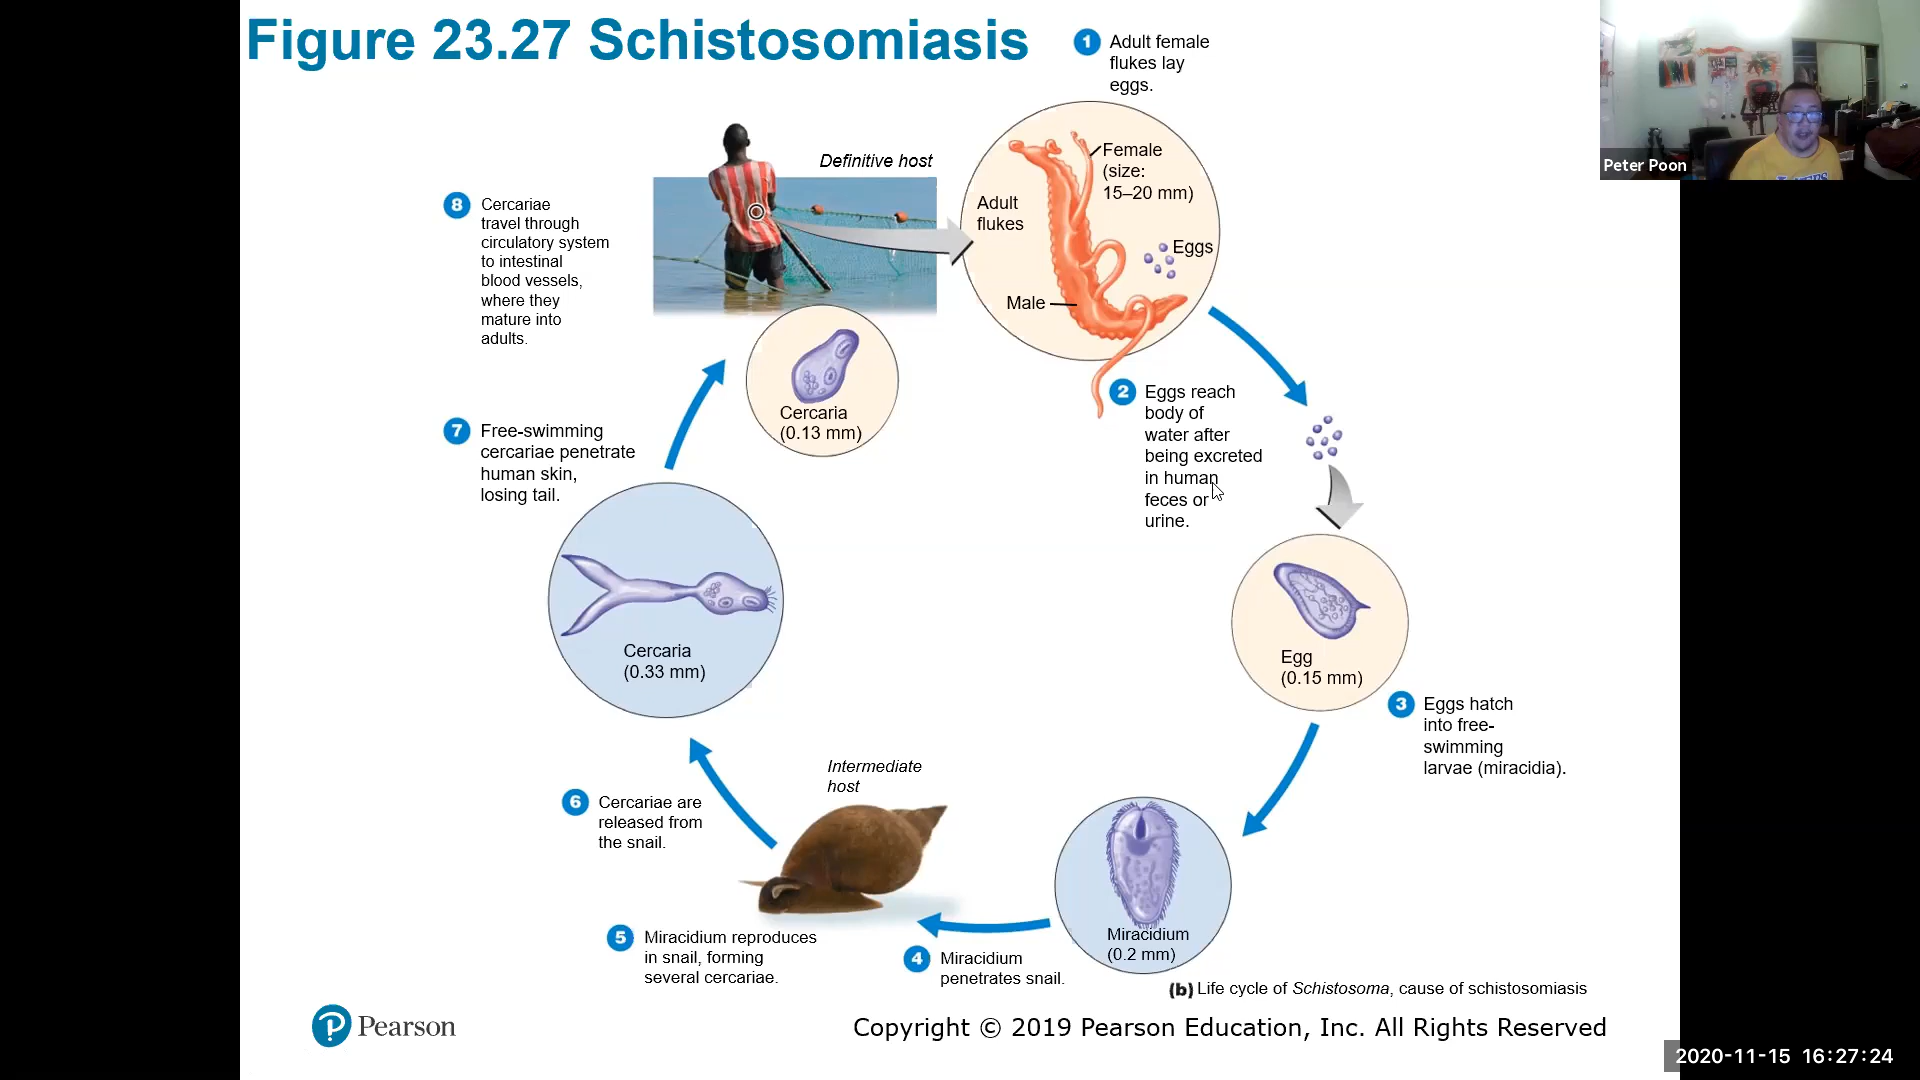 Figure 23.27 Schistosomiasis
1 Adult female
flukes lay
eggs.
Definitive host
Female
(size:
15–20 mm)
Adult
flukes
Eggs
Male
2 Eggs reach
body of
water after
being excreted
in human
feces or
urine.
Egg
(0.15 mm)
3 Eggs hatch
into free-
swimming
larvae (miracidia).
Miracidium
(0.2 mm)
4 Miracidium
penetrates snail.
Intermediate
host
5 Miracidium reproduces
in snail, forming
several cercariae.
6 Cercariae are
released from
the snail.
Cercaria
(0.33 mm)
7 Free-swimming
cercariae penetrate
human skin,
losing tail.
8 Cercariae
travel through
circulatory system
to intestinal
blood vessels,
where they
mature into
adults.
Cercaria
(0.13 mm)
(b) Life cycle of Schistosoma, cause of schistosomiasis
P Pearson
Copyright © 2019 Pearson Education, Inc. All Rights Reserved
Peter Poon
2020-11-15 16:27:24